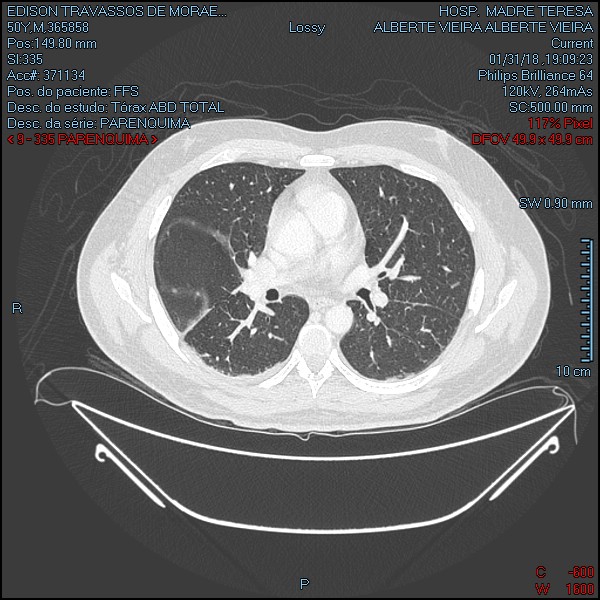 EDISON TRAVASSOS DE MORAE...
50Y,M,365858
Pos:149.80 mm
SI:335
Acc#: 371134
Pos. do paciente: FFS
Desc. do estudo: Tórax ABD TOTAL
Desc. da série: PARENQUIMA
< 9 - 335 PARENQUIMA >
Lossy
HOSP. MADRE TERESA
ALBERTE VIEIRA ALBERTE VIEIRA
Current
01/31/18 ,19:09:23
Philips Brilliance 64
120kV, 264mAs
SC:500.00 mm
117% Pixel
DFOV 49.9 x 49.9 cm
SW 0.90 mm
R
10 cm
P
C -600
W 1600